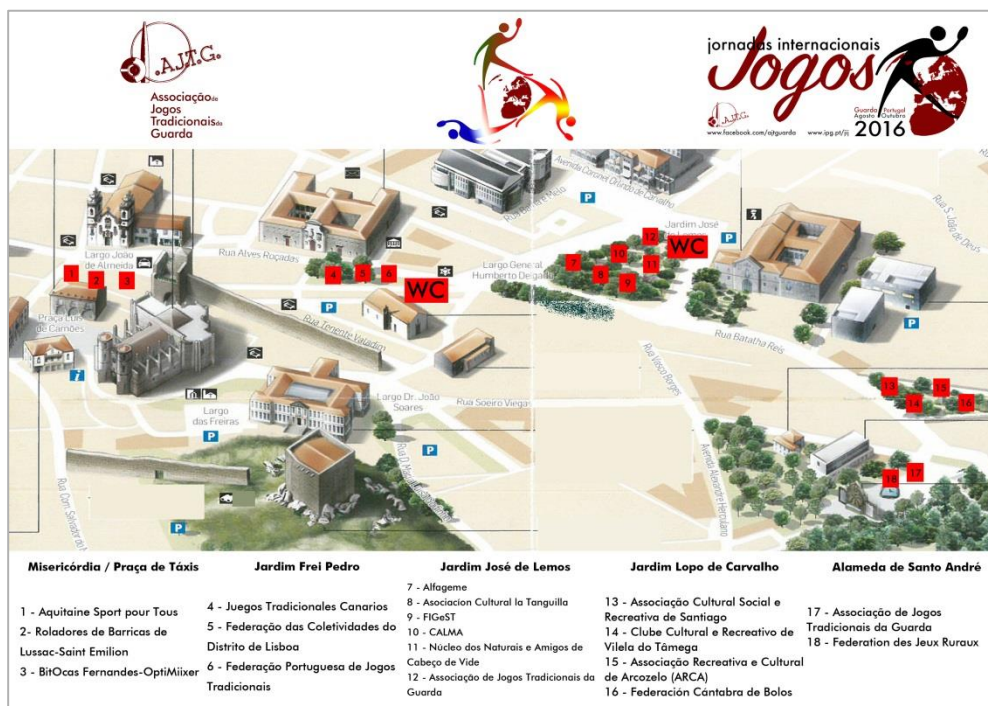 A.J.T.G.
Associação de
Jogos
Tradicionais da
Guarda
jornadas internacionais
Jogos
A.J.T.G.
Guarda Portugal
Agosto Outubro
www.facebook.com/ajtguarda www.ipg.pt/jij
2016
Avenida Coronel Orlindo de Carvalho
Rua S. João de Deus
Rua Alves Roçadas
Largo João
de Almeida
Jardim José
de Lemos
Largo General
Humberto Delgado
1
2
3
4
5
6
WC
7
8
9
10
11
12
WC
P
Praça Luís
de Camões
Rua Tenente Valadim
Rua Batalha Reis
Rua Vasco Borges
Largo Dr. João
Soares
Rua Soeiro Viegas
Largo
das Freiras
Avenida Alexandre Herculano
13
14
15
16
17
18
Misericórdia / Praça de Táxis
1 - Aquitaine Sport pour Tous
2- Roladores de Barricas de
Lussac-Saint Emilion
3 - BitOcas Fernandes-OptiMiixer
Jardim Frei Pedro
4 - Juegos Tradicionales Canarios
5 - Federação das Coletividades do
Distrito de Lisboa
6 - Federação Portuguesa de Jogos
Tradicionais
Jardim José de Lemos
7 - Alfageme
8 - Asociacion Cultural la Tanguilla
9 - FIGeST
10 - CALMA
11 - Núcleo dos Naturais e Amigos de
Cabeço de Vide
12 - Associação de Jogos Tradicionais da
Guarda
Jardim Lopo de Carvalho
13 - Associação Cultural Social e
Recreativa de Santiago
14 - Clube Cultural e Recreativo de
Vilela do Tâmega
15 - Associação Recreativa e Cultural
de Arcozelo (ARCA)
16 - Federación Cántabra de Bolos
Alameda de Santo André
17 - Associação de Jogos
Tradicionais da Guarda
18 - Federation des Jeux Ruraux